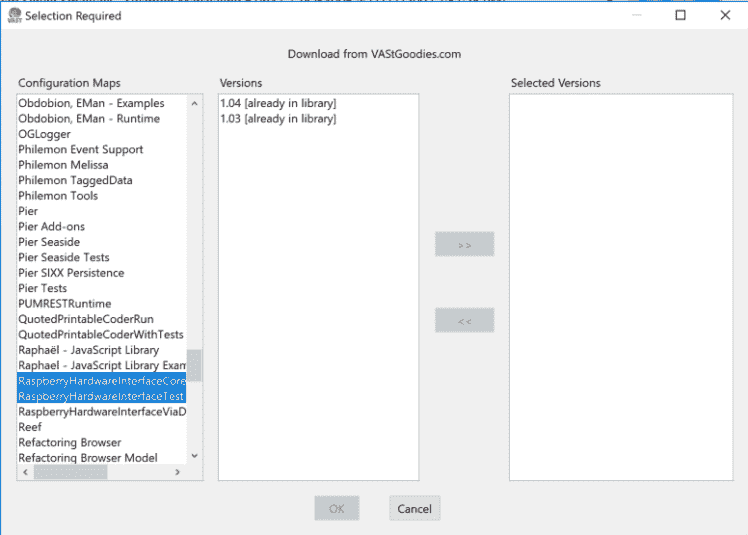 Selection Required
Download from VAStGoodies.com
Configuration Maps
Obdobion, EMan - Examples
Obdobion, EMan - Runtime
OGLogger
Philemon Event Support
Philemon Melissa
Philemon TaggedData
Philemon Tools
Pier
Pier Add-ons
Pier Seaside
Pier Seaside Tests
Pier SIXX Persistence
Pier Tests
PUMRESTRuntime
QuotedPrintableCoderRun
QuotedPrintableCoderWithTests
Raphaël - JavaScript Library
Raphael - JavaScript Library Exam
RaspberryHardwareInterfaceCore
RaspberryHardwareInterfaceTest
RaspberryHardwareInterfaceViaD
Reef
Refactoring Browser
Refactoring Browser Model
Versions
1.04 [already in library]
1.03 [already in library]
>>
<<
Selected Versions
OK
Cancel